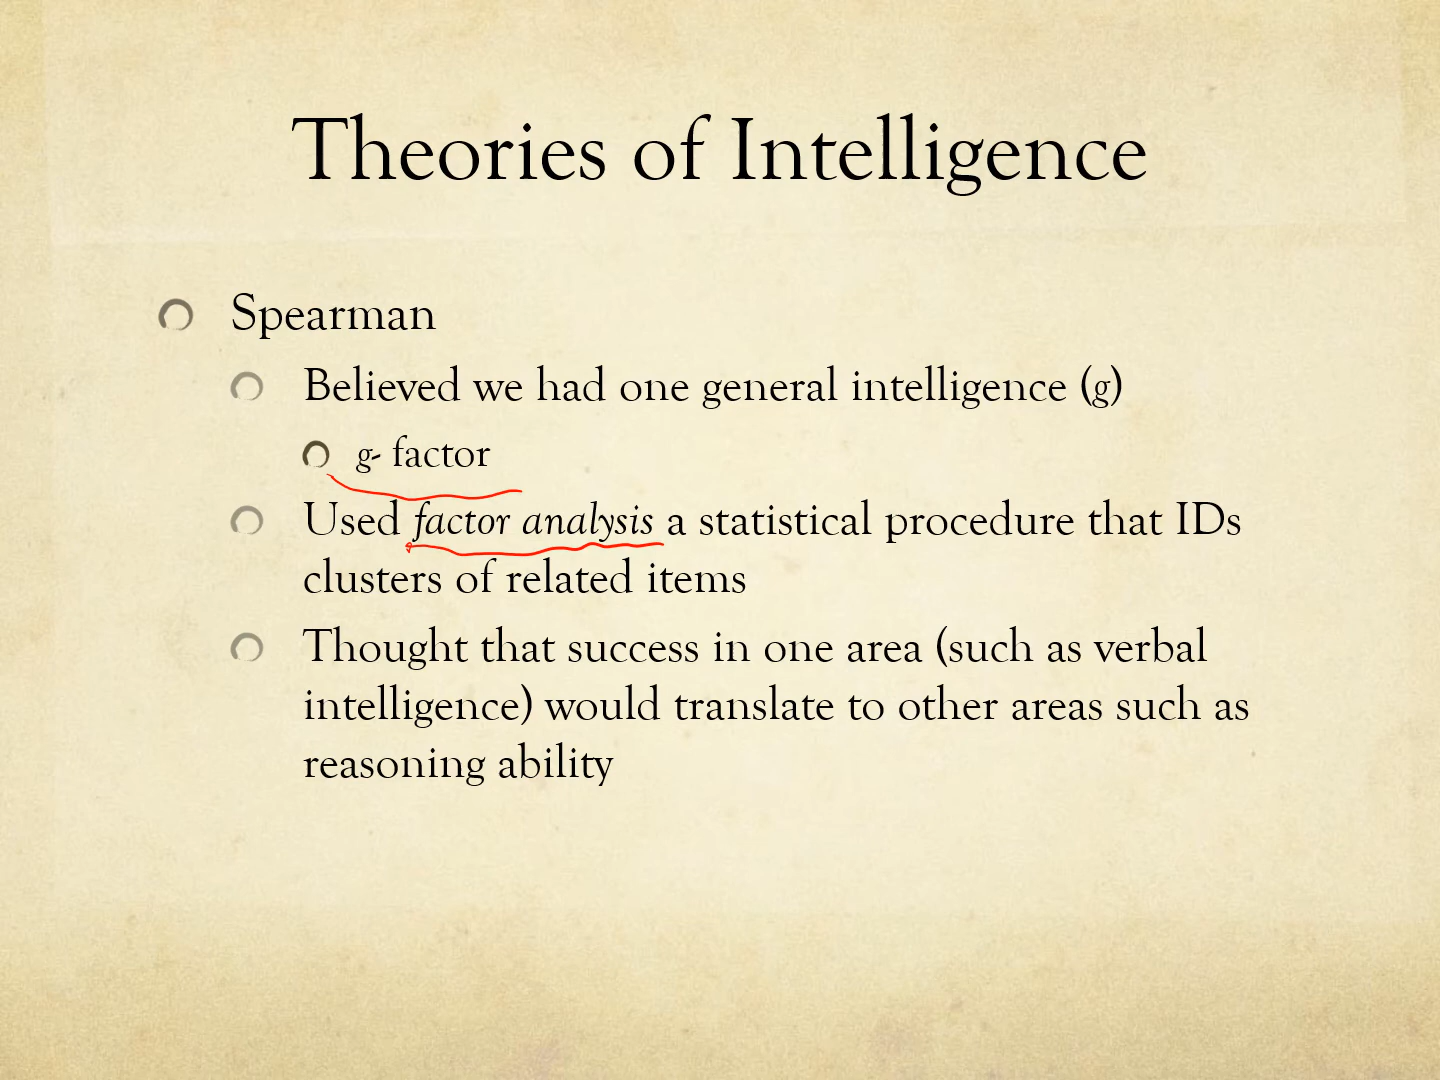 Theories of Intelligence
Spearman
Believed we had one general intelligence (g)
g- factor
Used factor analysis a statistical procedure that IDs
clusters of related items
Thought that success in one area (such as verbal
intelligence) would translate to other areas such as
reasoning ability